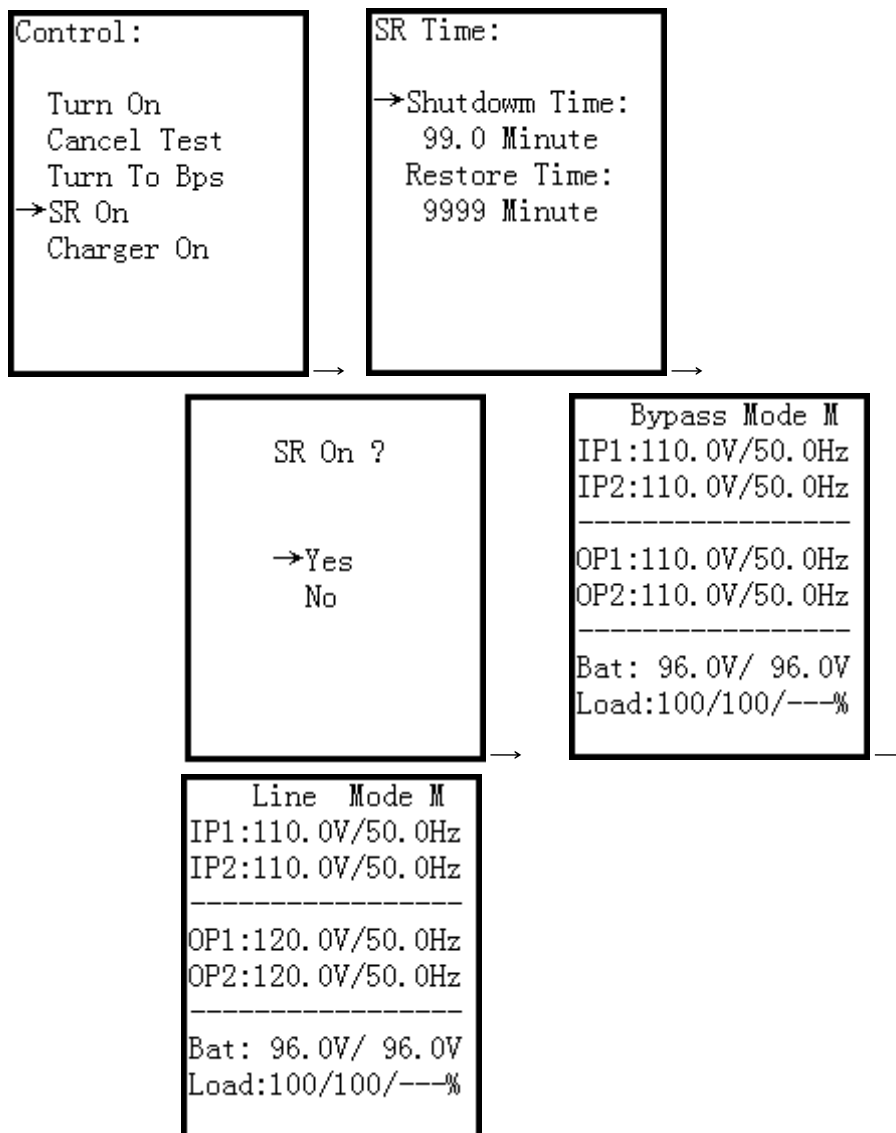 Control:
Turn On
Cancel Test
Turn To Bps
→SR On
Charger On
→
SR Time:
→Shutdowm Time:
99.0 Minute
Restore Time:
9999 Minute
→
SR On ?
→Yes
No
→
Bypass Mode M
IP1:110.0V/50.0Hz
IP2:110.0V/50.0Hz
-----------------
OP1:110.0V/50.0Hz
OP2:110.0V/50.0Hz
-----------------
Bat: 96.0V/ 96.0V
Load:100/100/---%
Line Mode M
IP1:110.0V/50.0Hz
IP2:110.0V/50.0Hz
-----------------
OP1:120.0V/50.0Hz
OP2:120.0V/50.0Hz
-----------------
Bat: 96.0V/ 96.0V
Load:100/100/---%